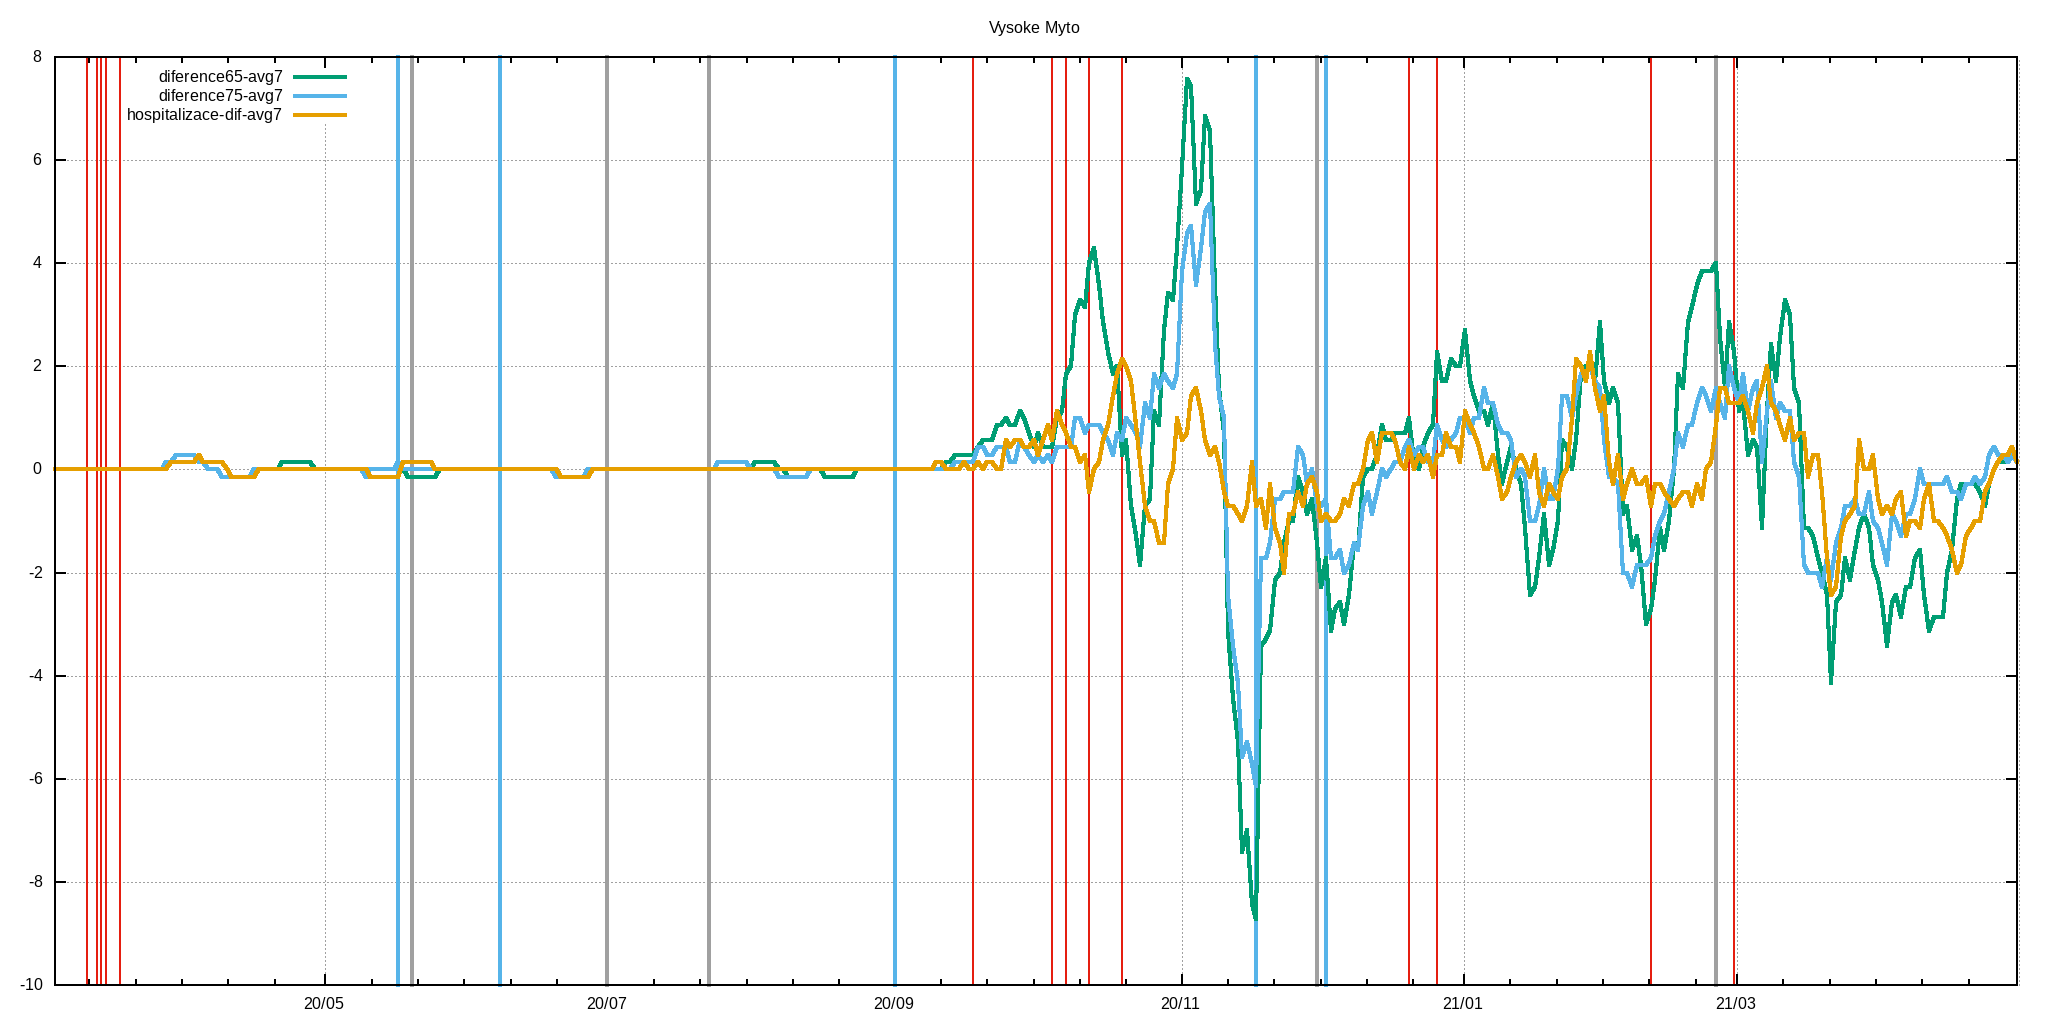 Vysoke Myto
diference65-avg7
diference75-avg7
hospitalizace-dif-avg7
8
6
4
2
0
-2
-4
-6
-8
-10
20/05 20/07 20/09 20/11 21/01 21/03